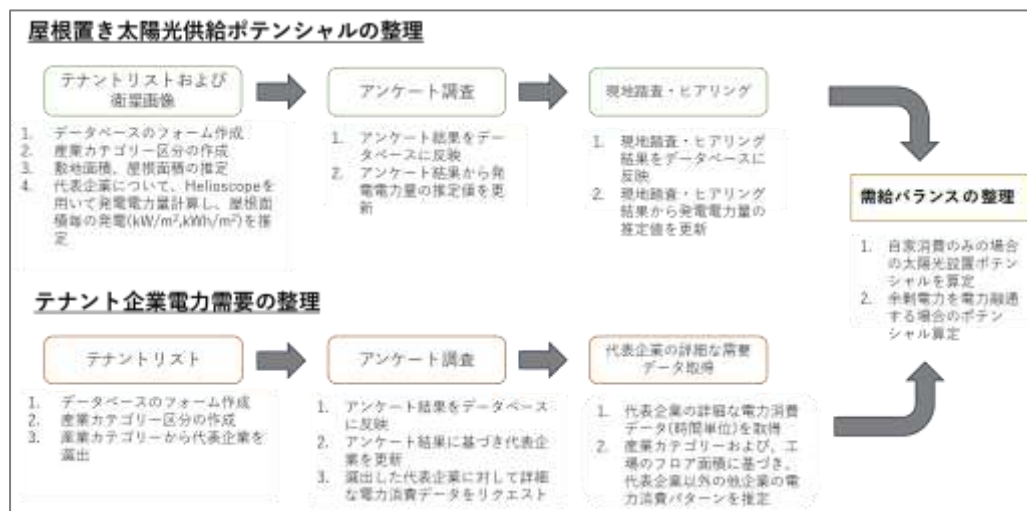 屋根置き太陽光供給ポテンシャルの整理
テナントリストおよび
衛星画像
1. データベースのフォーム作成
2. 産業カテゴリー区分の作成
3. 敷地面積、屋根面積の推定
4. 代表企業について、Helioscopeを
用いて発電電力量計算し、屋根面
積毎の発電(kW/m²,kWh/m²)を推
定
アンケート調査
1. アンケート結果をデータ
ベースに反映
2. アンケート結果から発
電電力量の推定値を更
新
現地踏査・ヒアリング
1. 現地踏査・ヒアリング
結果をデータベースに
反映
2. 現地踏査・ヒアリング
結果から発電電力量の
推定値を更新
需給バランスの整理
1. 自家消費のみの場合
の太陽光設置ポテン
シャルを算定
2. 余剰電力を電力融通
する場合のポテン
シャル算定
テナント企業電力需要の整理
テナントリスト
1. データベースのフォーム作成
2. 産業カテゴリー区分の作成
3. 産業カテゴリーから代表企業を
選出
アンケート調査
1. アンケート結果をデータベース
に反映
2. アンケート結果に基づき代表企
業を更新
3. 選出した代表企業に対して詳細
な電力消費データをリクエスト
代表企業の詳細な需要
データ取得
1. 代表企業の詳細な電力消費
データ(時間単位)を取得
2. 産業カテゴリーおよび、工
場のフロア面積に基づき、
代表企業以外の他企業の電
力消費パターンを推定